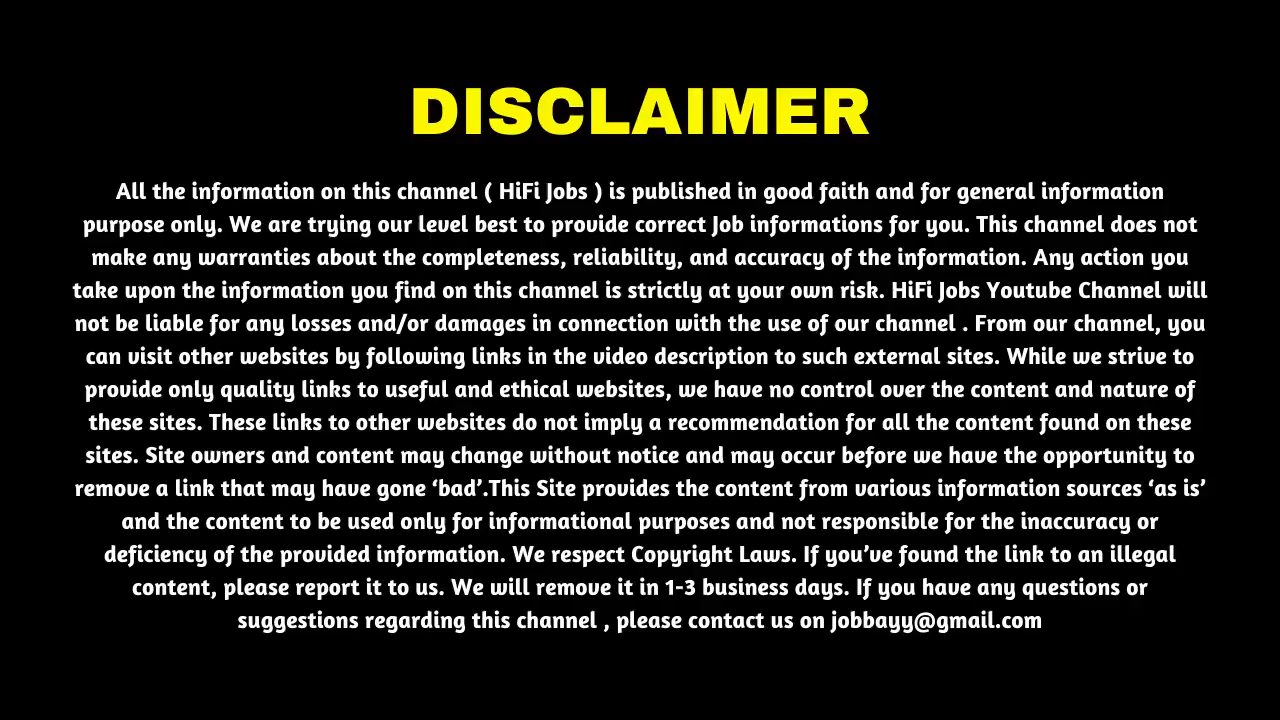 DISCLAIMER
All the information on this channel ( HiFi Jobs ) is published in good faith and for general information
purpose only. We are trying our level best to provide correct Job informations for you. This channel does not
make any warranties about the completeness, reliability, and accuracy of the information. Any action you
take upon the information you find on this channel is strictly at your own risk. HiFi Jobs Youtube Channel will
not be liable for any losses and/or damages in connection with the use of our channel . From our channel, you
can visit other websites by following links in the video description to such external sites. While we strive to
provide only quality links to useful and ethical websites, we have no control over the content and nature of
these sites. These links to other websites do not imply a recommendation for all the content found on these
sites. Site owners and content may change without notice and may occur before we have the opportunity to
remove a link that may have gone ‘bad’.This Site provides the content from various information sources ‘as is’
and the content to be used only for informational purposes and not responsible for the inaccuracy or
deficiency of the provided information. We respect Copyright Laws. If you’ve found the link to an illegal
content, please report it to us. We will remove it in 1-3 business days. If you have any questions or
suggestions regarding this channel , please contact us on jobbayy@gmail.com